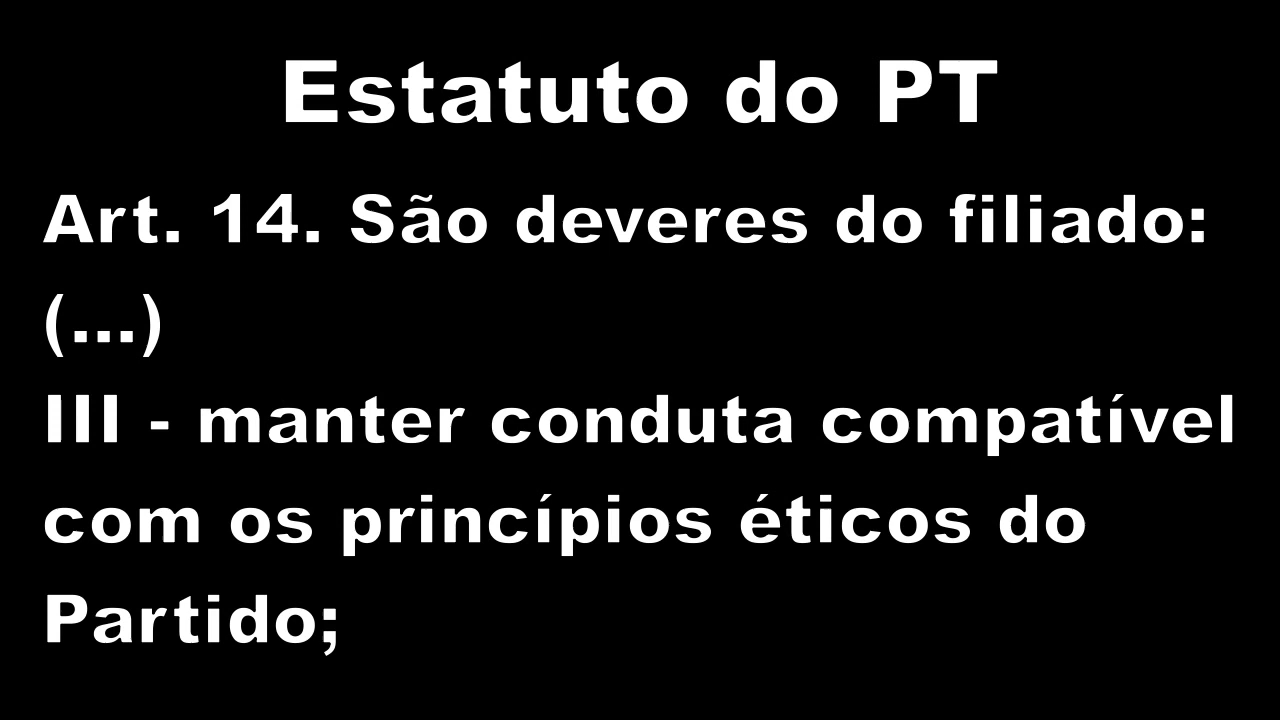 Estatuto do PT
Art. 14. São deveres do filiado:
(...)
III - manter conduta compatível
com os princípios éticos do
Partido;